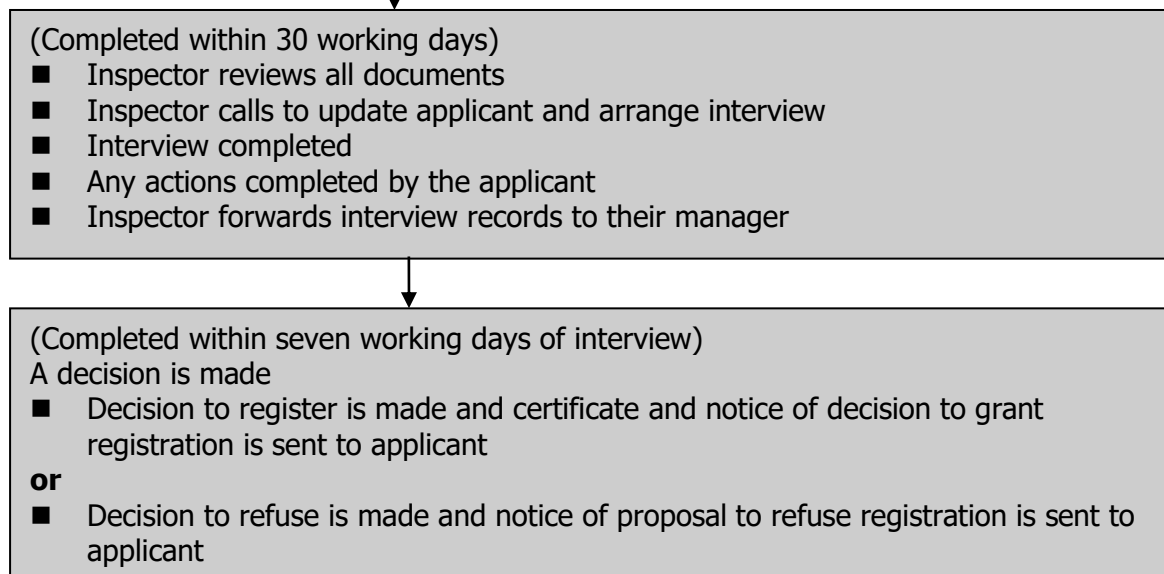 (Completed within 30 working days)
■ Inspector reviews all documents
■ Inspector calls to update applicant and arrange interview
■ Interview completed
■ Any actions completed by the applicant
■ Inspector forwards interview records to their manager
(Completed within seven working days of interview)
A decision is made
■ Decision to register is made and certificate and notice of decision to grant
registration is sent to applicant
or
■ Decision to refuse is made and notice of proposal to refuse registration is sent to
applicant